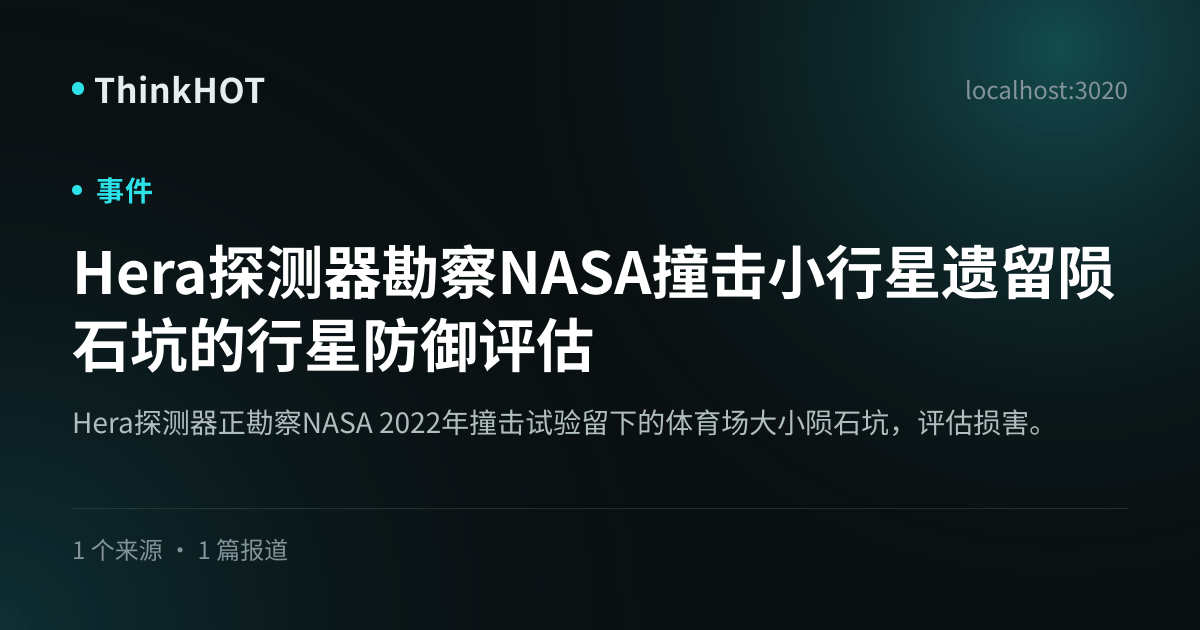 ThinkHOT
localhost:3020
事件
Hera探测器勘察NASA撞击小行星遗留陨
石坑的行星防御评估
Hera探测器正勘察NASA 2022年撞击试验留下的体育场大小陨石坑，评估损害。
1 个来源 · 1 篇报道